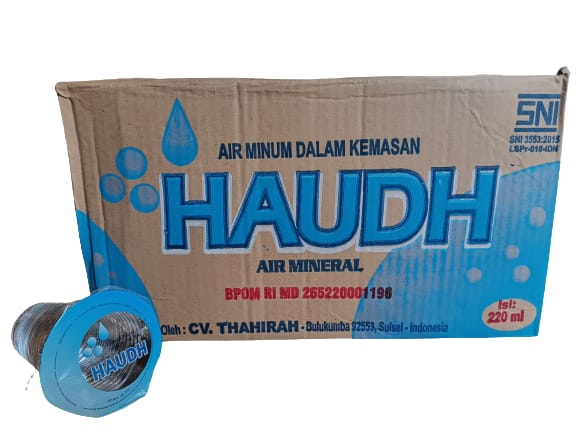 SNI
SNI 3553:2015
LSPr-016-IDN
AIR MINUM DALAM KEMASAN
HAUDH
AIR MINERAL
BPOM RI MD 265220001196
Isi:
220 ml
Oleh : CV. THAHIRAH - Bulukumba 92553, Sulsel - Indonesia
HAUDH